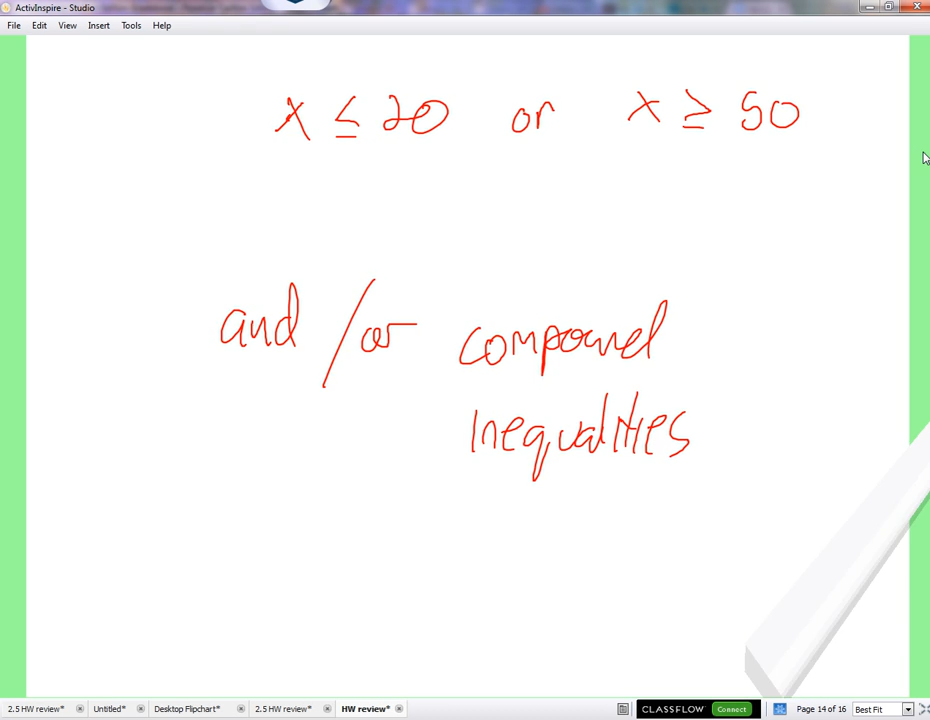 ActivInspire - Studio
File Edit View Insert Tools Help
x ≤ 20 or x ≥ 50
and / or compound
inequalities
2.5 HW review* Untitled* Desktop Flipchart* 2.5 HW review* HW review* CLASSFLOW Connect Page 14 of 16 Best Fit